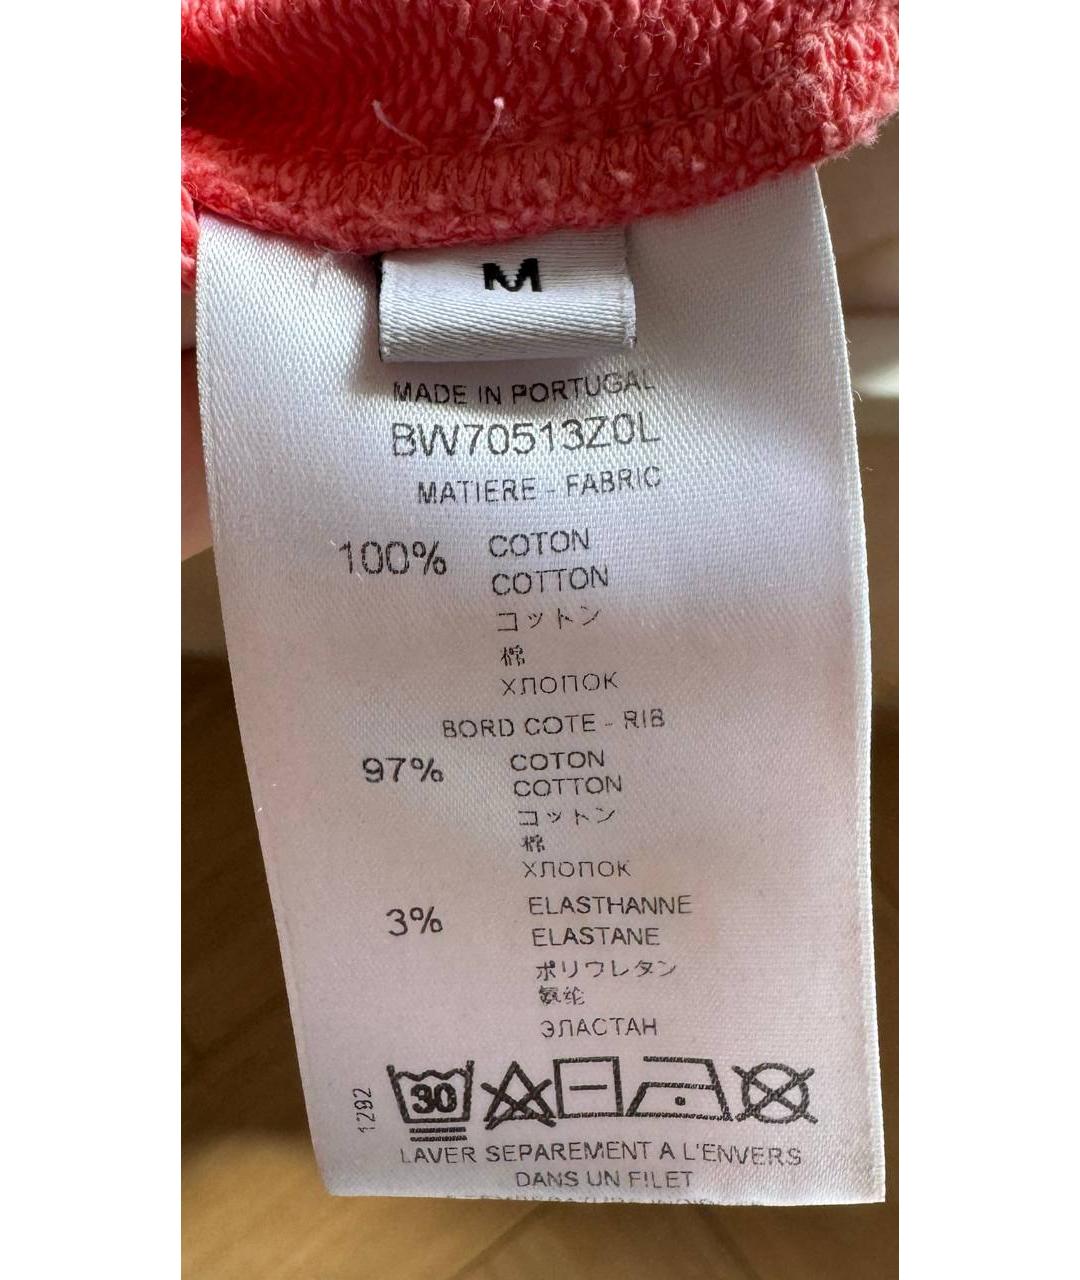 M
MADE IN PORTUGAL
BW70513Z0L
MATIERE - FABRIC
100% COTON
COTTON
コットン
棉
ХЛОПОК
BORD COTE - RIB
97% COTON
COTTON
コットン
棉
ХЛОПОК
3% ELASTHANNE
ELASTANE
ポリウレタン
氨纶
ЭЛАСТАН
30
1292
LAVER SEPAREMENT A L'ENVERS
DANS UN FILET